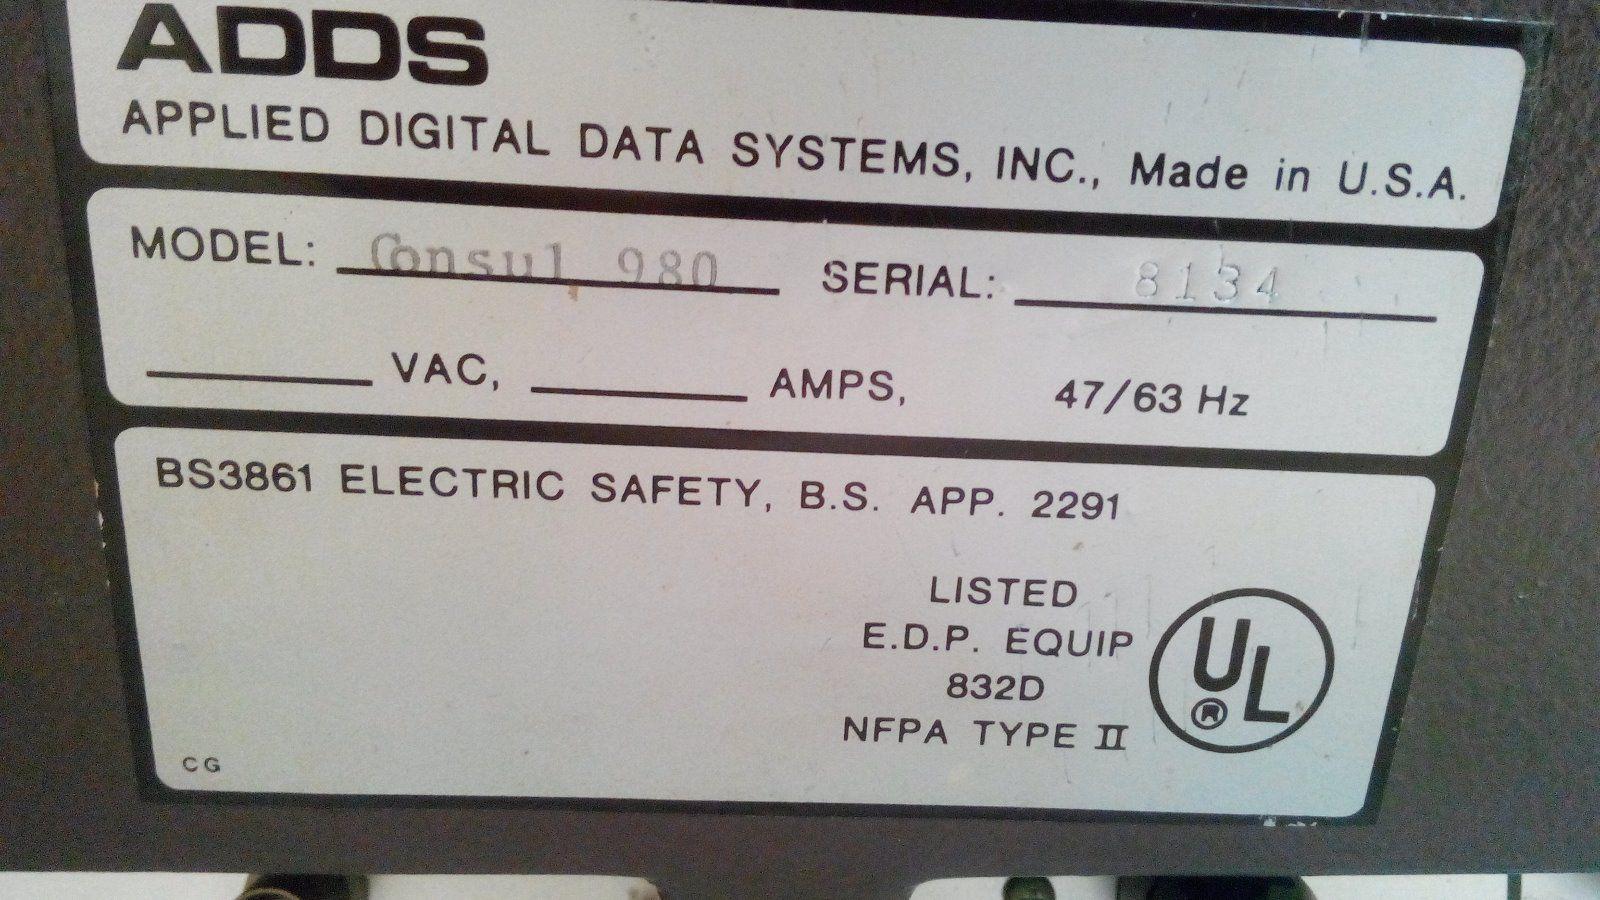 ADDS
APPLIED DIGITAL DATA SYSTEMS, INC., Made in U.S.A.
MODEL: Consul 980 SERIAL: 8134
VAC, AMPS, 47/63 Hz
BS3861 ELECTRIC SAFETY, B.S. APP. 2291
LISTED
E.D.P. EQUIP
832D
NFPA TYPE II
UL
®
CG